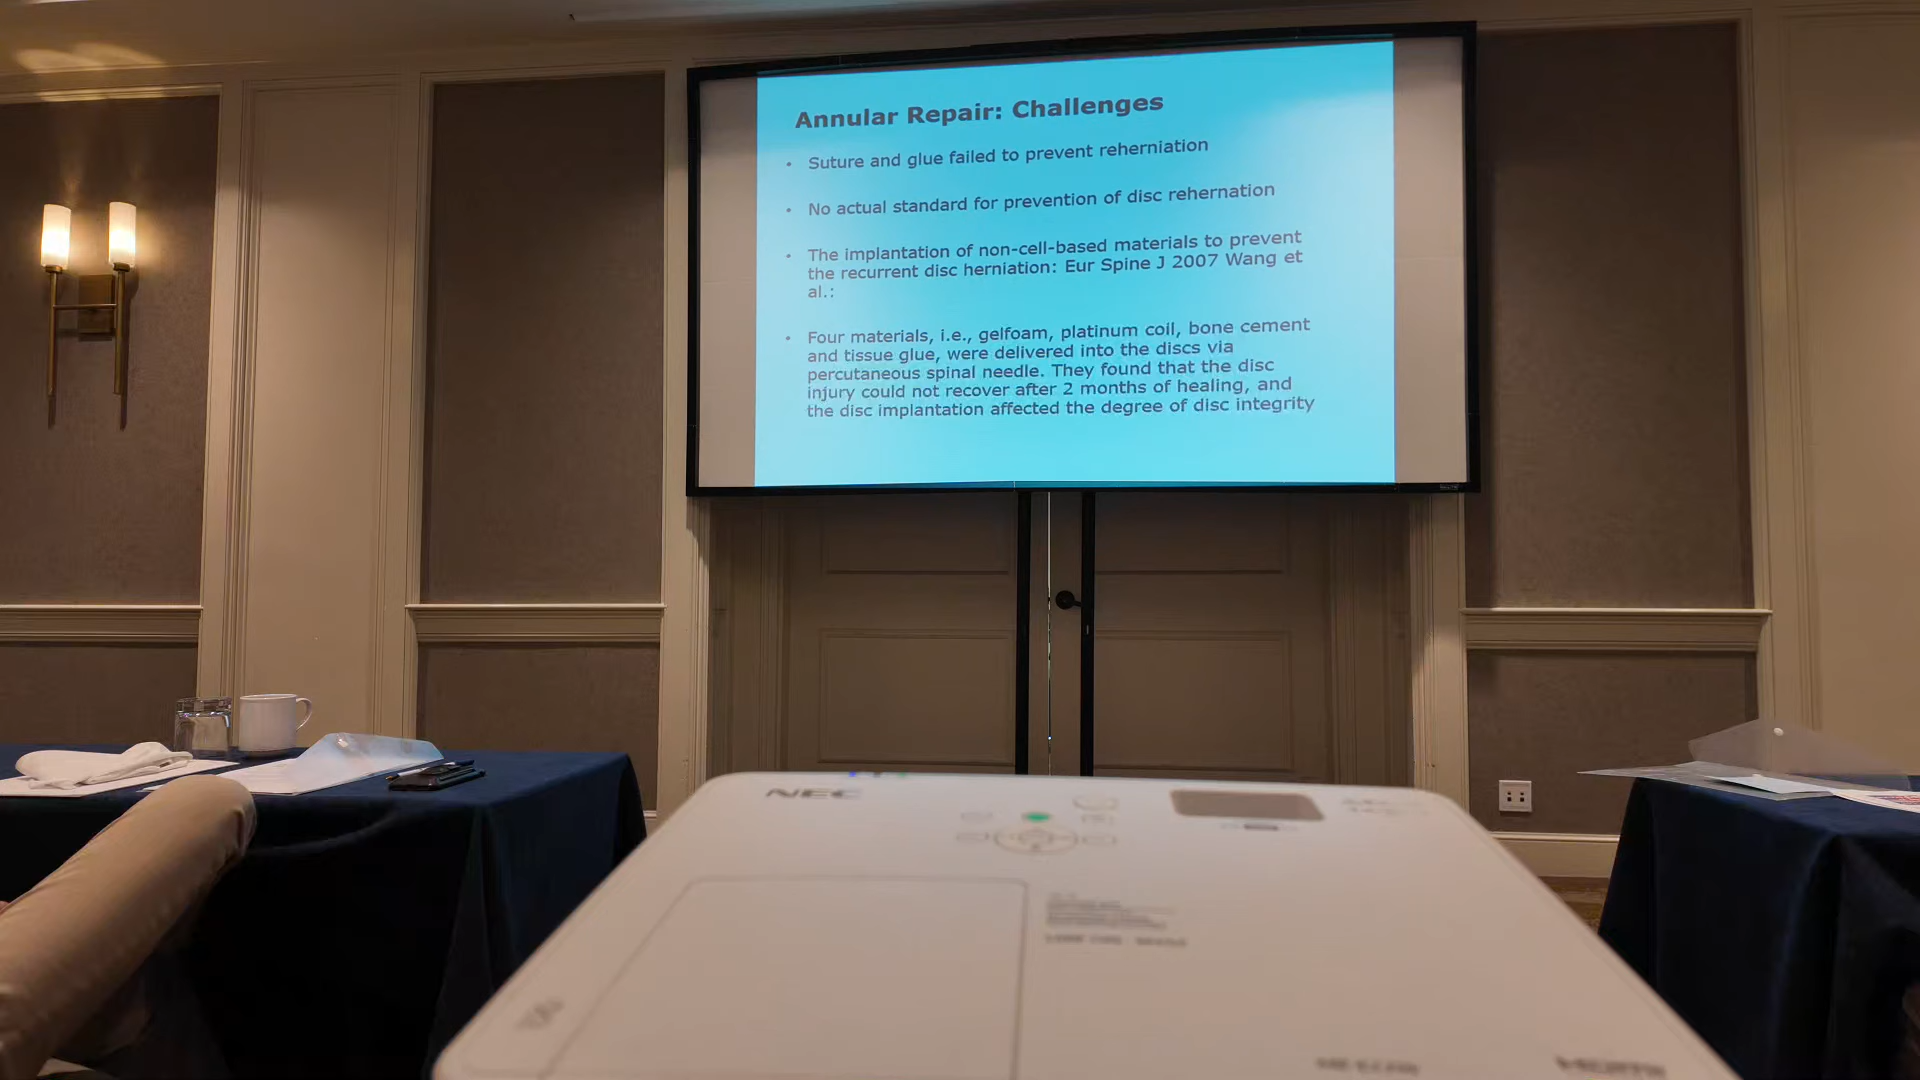 Annular Repair: Challenges
• Suture and glue failed to prevent reherniation
• No actual standard for prevention of disc rehernation
• The implantation of non-cell-based materials to prevent
the recurrent disc herniation: Eur Spine J 2007 Wang et
al.:
• Four materials, i.e., gelfoam, platinum coil, bone cement
and tissue glue, were delivered into the discs via
percutaneous spinal needle. They found that the disc
injury could not recover after 2 months of healing, and
the disc implantation affected the degree of disc integrity
NEC